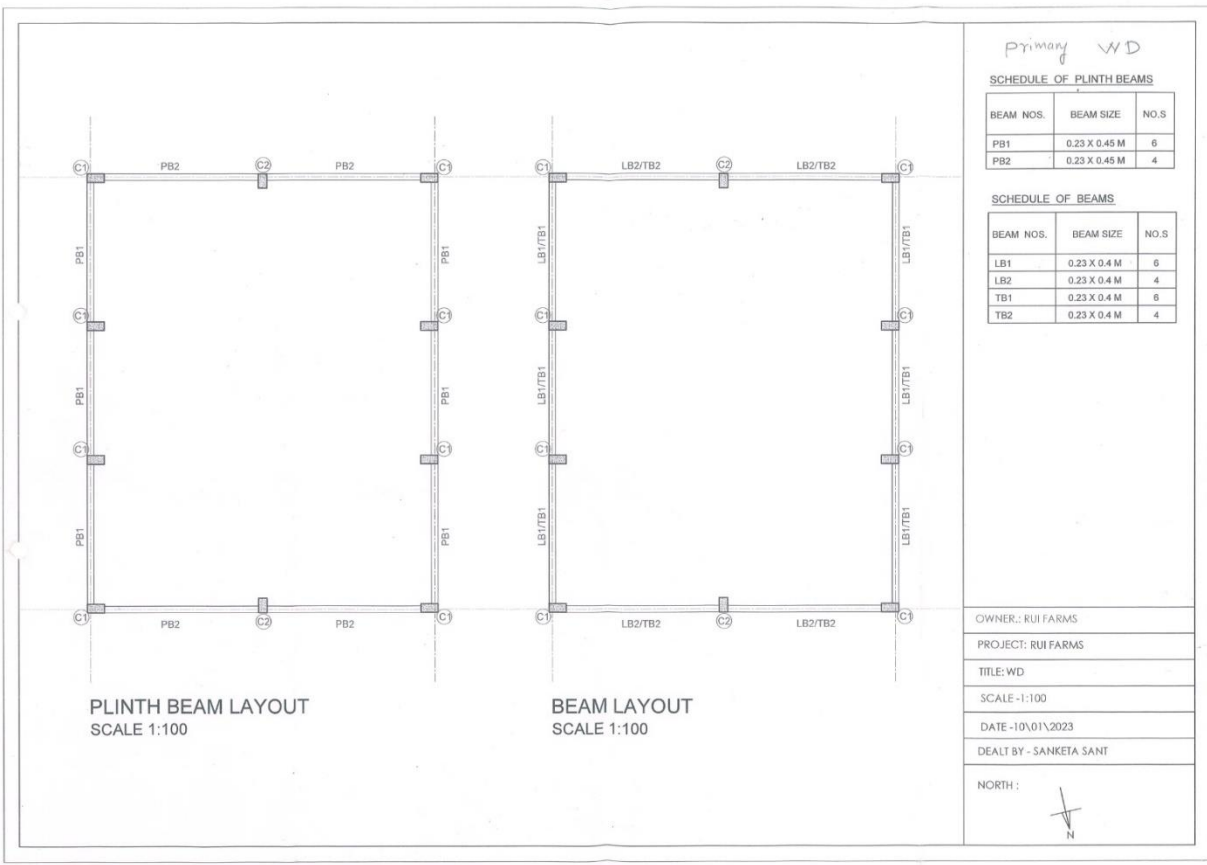 C1 PB2 C2 PB2 C1
PB1 PB1
C1 C1
PB1 PB1
C1 C1
PB1 PB1
C1 PB2 C2 PB2 C1
PLINTH BEAM LAYOUT
SCALE 1:100
C1 LB2/TB2 C2 LB2/TB2 C1
LB1/TB1 LB1/TB1
C1 C1
LB1/TB1 LB1/TB1
C1 C1
LB1/TB1 LB1/TB1
C1 LB2/TB2 C2 LB2/TB2 C1
BEAM LAYOUT
SCALE 1:100
Primary WD
SCHEDULE OF PLINTH BEAMS
BEAM NOS. BEAM SIZE NO.S
PB1 0.23 X 0.45 M 6
PB2 0.23 X 0.45 M 4
SCHEDULE OF BEAMS
BEAM NOS. BEAM SIZE NO.S
LB1 0.23 X 0.4 M 6
LB2 0.23 X 0.4 M 4
TB1 0.23 X 0.4 M 6
TB2 0.23 X 0.4 M 4
OWNER.: RUI FARMS
PROJECT: RUI FARMS
TITLE: WD
SCALE -1:100
DATE -10\01\2023
DEALT BY - SANKETA SANT
NORTH :
N